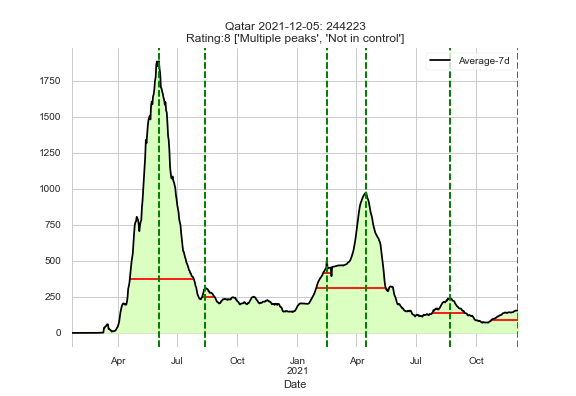 Qatar 2021-12-05: 244223
Rating:8 ['Multiple peaks', 'Not in control']
Average-7d
1750
1500
1250
1000
750
500
250
0
Apr Jul Oct Jan Apr Jul Oct
2021
Date